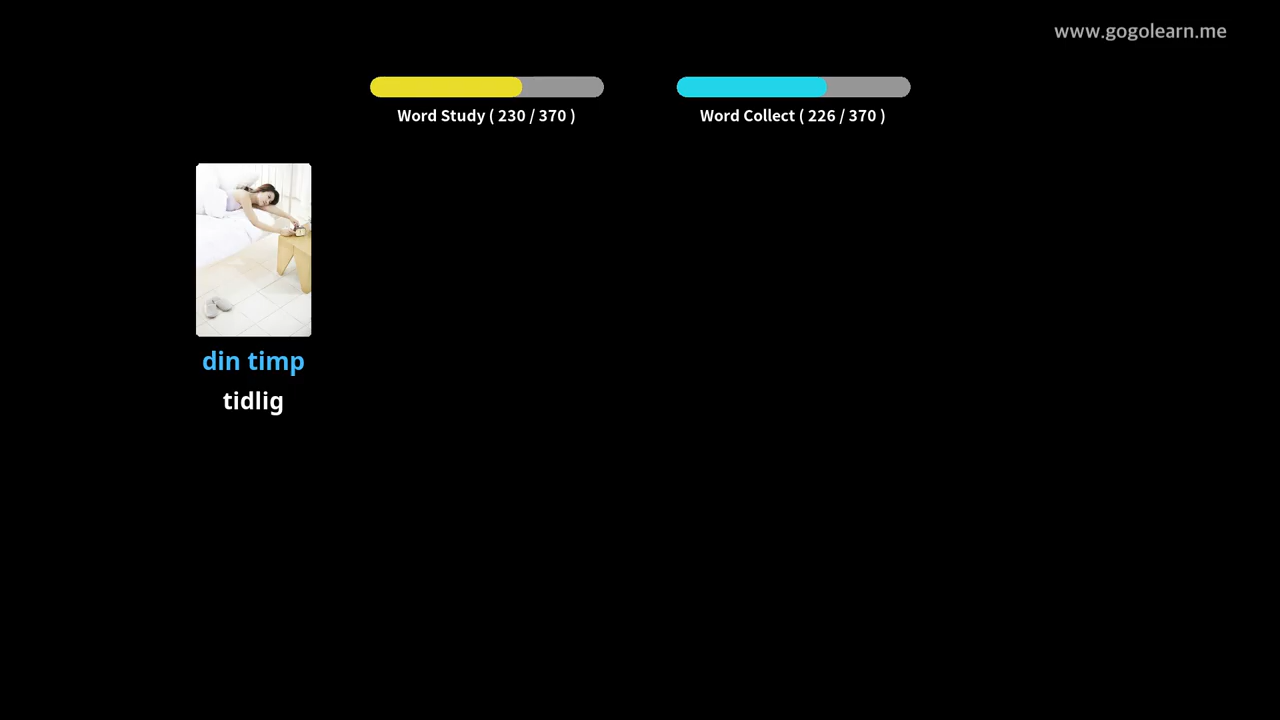 www.gogolearn.me
Word Study ( 230 / 370 )
Word Collect ( 226 / 370 )
din timp
tidlig